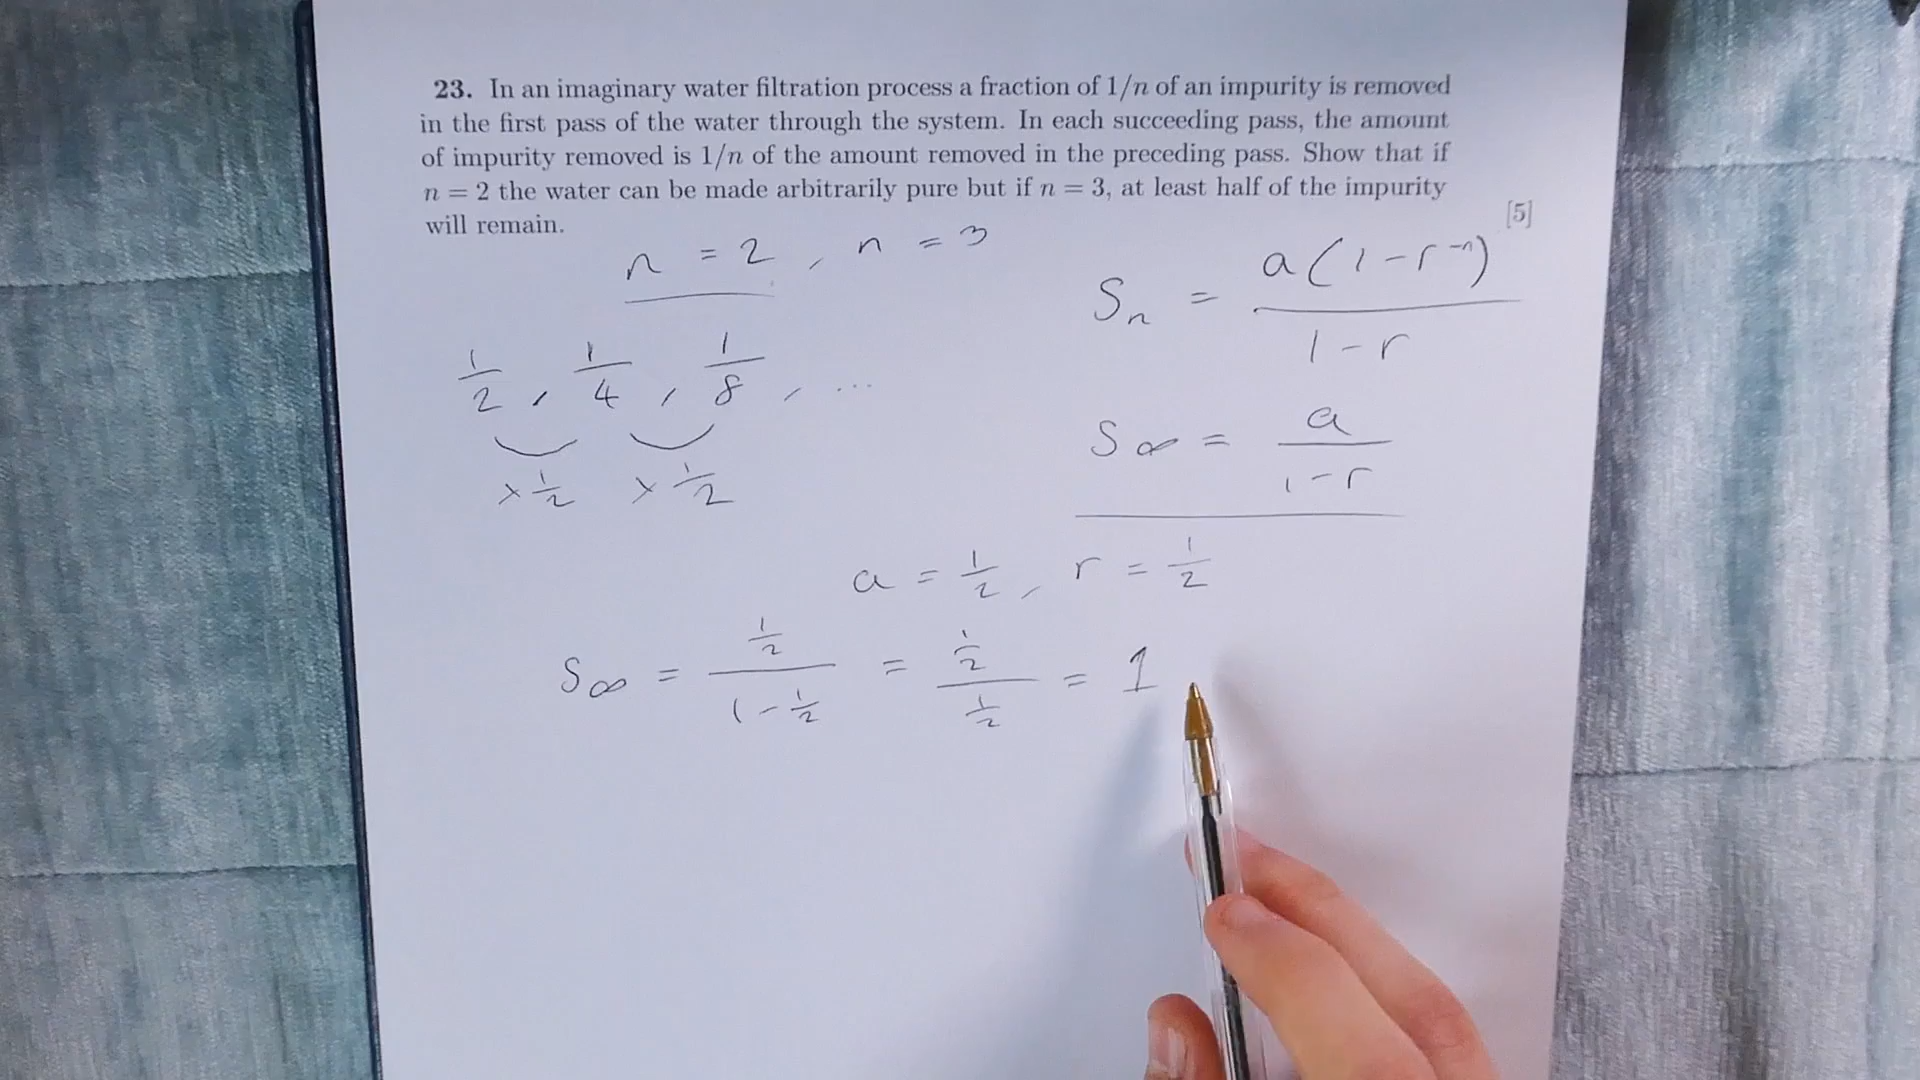 23. In an imaginary water filtration process a fraction of 1/n of an impurity is removed
in the first pass of the water through the system. In each succeeding pass, the amount
of impurity removed is 1/n of the amount removed in the preceding pass. Show that if
n = 2 the water can be made arbitrarily pure but if n = 3, at least half of the impurity
will remain.
[5]
n = 2 , n = 3
Sn = a(1-r^n) / 1-r
1/2 , 1/4 , 1/8 , ...
×1/2 ×1/2
S∞ = a / 1-r
a = 1/2 , r = 1/2
S∞ = 1/2 / 1-1/2 = 1/2 / 1/2 = 1